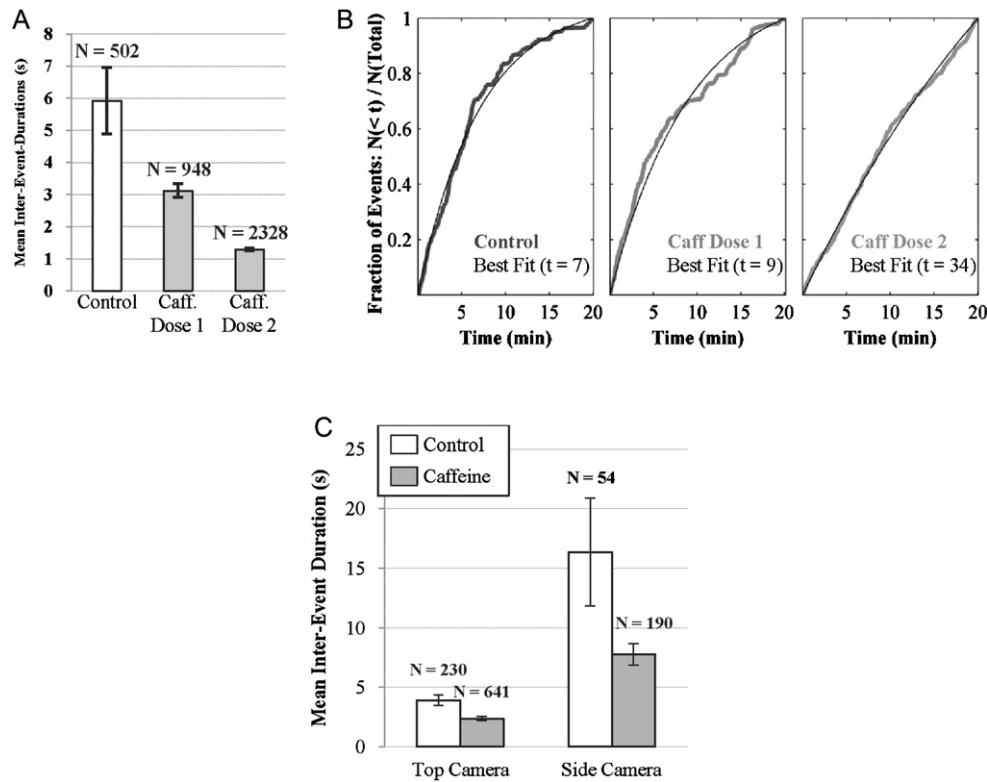 A
Mean Inter-Event-Durations (s)
8
7
6
5
4
3
2
1
0
N = 502
N = 948
N = 2328
Control
Caff.
Dose 1
Caff.
Dose 2
B
Fraction of Events: N(< t) / N(Total)
1
0.8
0.6
0.4
0.2
Control
Best Fit (t = 7)
5
10
15
20
Time (min)
Caff Dose 1
Best Fit (t = 9)
5
10
15
20
Time (min)
Caff Dose 2
Best Fit (t = 34)
5
10
15
20
Time (min)
C
Control
Caffeine
Mean Inter-Event Duration (s)
25
20
15
10
5
0
N = 230
N = 641
N = 54
N = 190
Top Camera
Side Camera